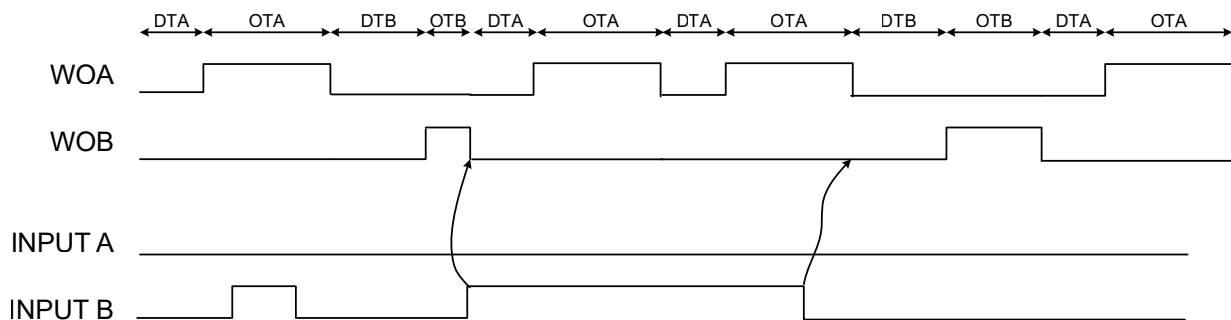 DTA OTA DTB OTB DTA OTA DTA OTA DTB OTB DTA OTA
WOA
WOB
INPUT A
INPUT B